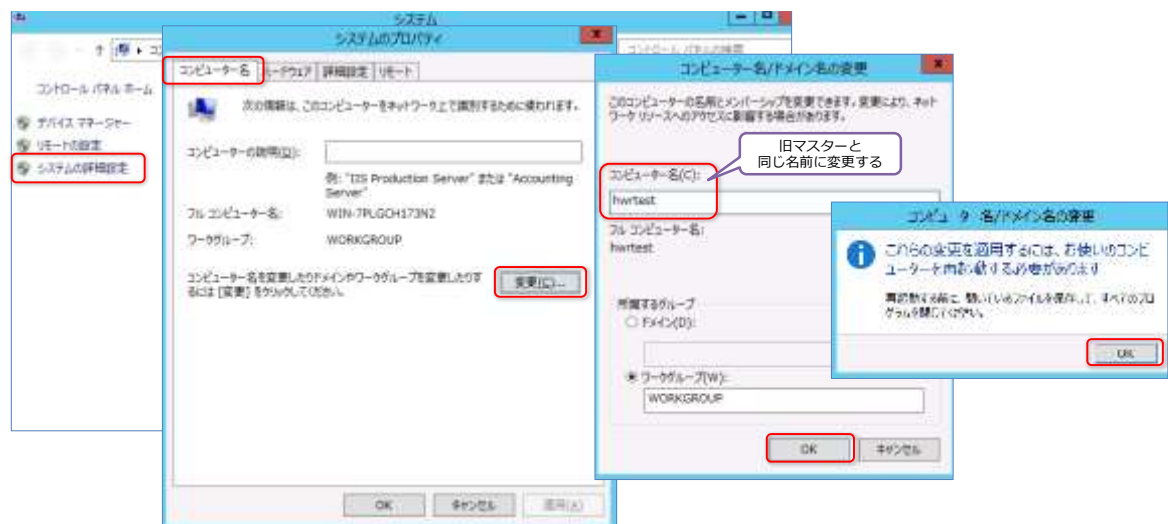 システム
コントロール パネルの検索
コントロール パネル ホーム
デバイス マネージャー
リモートの設定
システムの詳細設定
システムのプロパティ
コンピューター名
ハードウェア
詳細設定
リモート
次の情報は、このコンピューターをネットワーク上で識別するために使われます。
コンピューターの説明(D):
例: "IIS Production Server" または "Accounting
Server"
フル コンピューター名:
WIN-7PLGCH173N2
ワークグループ:
WORKGROUP
コンピューター名を変更したりドメインやワークグループを変更したりす
るには [変更] をクリックしてください。
変更(C)...
OK
キャンセル
適用(A)
コンピューター名/ドメイン名の変更
このコンピューターの名前とメンバーシップを変更できます。変更により、ネット
ワーク リソースへのアクセスに影響する場合があります。
旧マスターと
同じ名前に変更する
コンピューター名(C):
hwrtest
フル コンピューター名:
hwrtest
所属するグループ
ドメイン(D):
ワークグループ(W):
WORKGROUP
OK
キャンセル
コンピューター名/ドメイン名の変更
これらの変更を適用するには、お使いのコンピ
ューターを再起動する必要があります
再起動する前に、開いているファイルを保存して、すべてのプロ
グラムを閉じてください。
OK